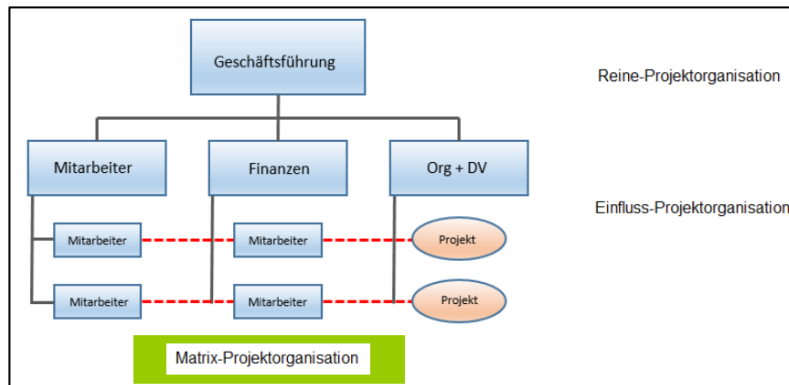 Geschäftsführung
Reine-Projektorganisation
Mitarbeiter
Finanzen
Org + DV
Einfluss-Projektorganisation
Mitarbeiter
Mitarbeiter
Projekt
Mitarbeiter
Mitarbeiter
Projekt
Matrix-Projektorganisation